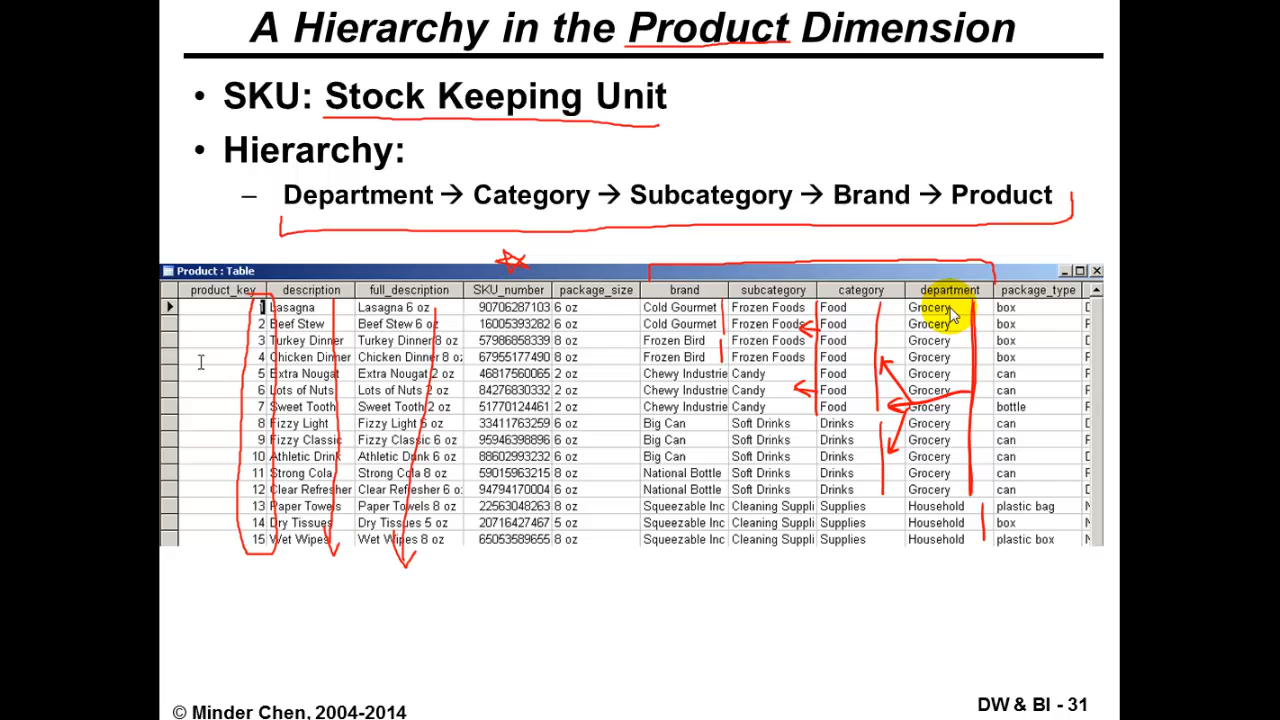 A Hierarchy in the Product Dimension
• SKU: Stock Keeping Unit
• Hierarchy:
– Department → Category → Subcategory → Brand → Product
Product : Table
product_key description full_description SKU_number package_size brand subcategory category department package_type
1 Lasagna Lasagna 6 oz 90706287103 6 oz Cold Gourmet Frozen Foods Food Grocery box
2 Beef Stew Beef Stew 6 oz 16005393282 6 oz Cold Gourmet Frozen Foods Food Grocery box F
3 Turkey Dinner Turkey Dinner 8 oz 57986858339 8 oz Frozen Bird Frozen Foods Food Grocery box F
4 Chicken Dinner Chicken Dinner 8 oz 67955177490 8 oz Frozen Bird Frozen Foods Food Grocery box F
5 Extra Nougat Extra Nougat 2 oz 46817560065 2 oz Chewy Industrie Candy Food Grocery can F
6 Lots of Nuts Lots of Nuts 2 oz 84276830332 2 oz Chewy Industrie Candy Food Grocery can F
7 Sweet Tooth Sweet Tooth 2 oz 51770124461 2 oz Chewy Industrie Candy Food Grocery bottle F
8 Fizzy Light Fizzy Light 6 oz 33411763259 6 oz Big Can Soft Drinks Drinks Grocery can F
9 Fizzy Classic Fizzy Classic 6 oz 95946398896 6 oz Big Can Soft Drinks Drinks Grocery can F
10 Athletic Drink Athletic Drink 6 oz 88602993232 6 oz Big Can Soft Drinks Drinks Grocery can F
11 Strong Cola Strong Cola 8 oz 59015963215 8 oz National Bottle Soft Drinks Drinks Grocery can F
12 Clear Refresher Clear Refresher 6 oz 94794170004 6 oz National Bottle Soft Drinks Drinks Grocery can
13 Paper Towels Paper Towels 8 oz 22563048263 8 oz Squeezable Inc Cleaning Suppli Supplies Household plastic bag N
14 Dry Tissues Dry Tissues 5 oz 20716427467 5 oz Squeezable Inc Cleaning Suppli Supplies Household box N
15 Wet Wipes Wet Wipes 8 oz 65053589655 8 oz Squeezable Inc Cleaning Suppli Supplies Household plastic box N
© Minder Chen, 2004-2014
DW & BI - 31